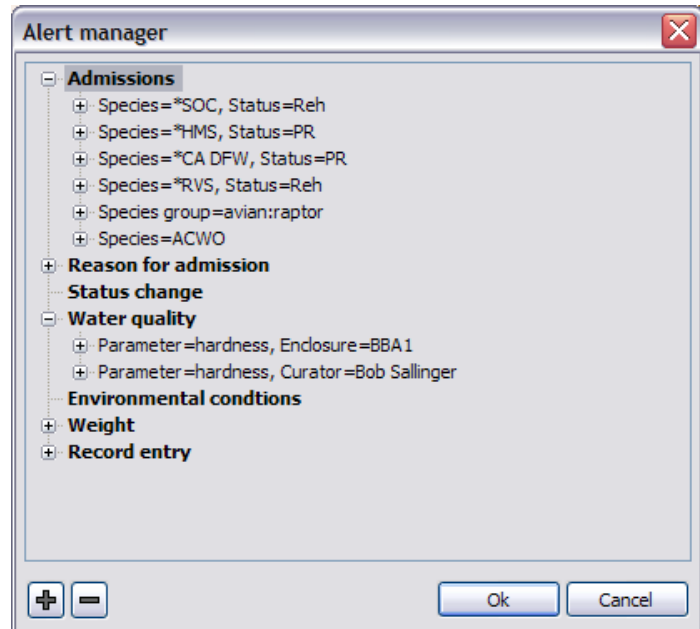 Alert manager
Admissions
Species=*SOC, Status=Reh
Species=*HMS, Status=PR
Species=*CA DFW, Status=PR
Species=*RVS, Status=Reh
Species group=avian:raptor
Species=ACWO
Reason for admission
Status change
Water quality
Parameter=hardness, Enclosure=BBA1
Parameter=hardness, Curator=Bob Sallinger
Environmental condtions
Weight
Record entry
Ok Cancel